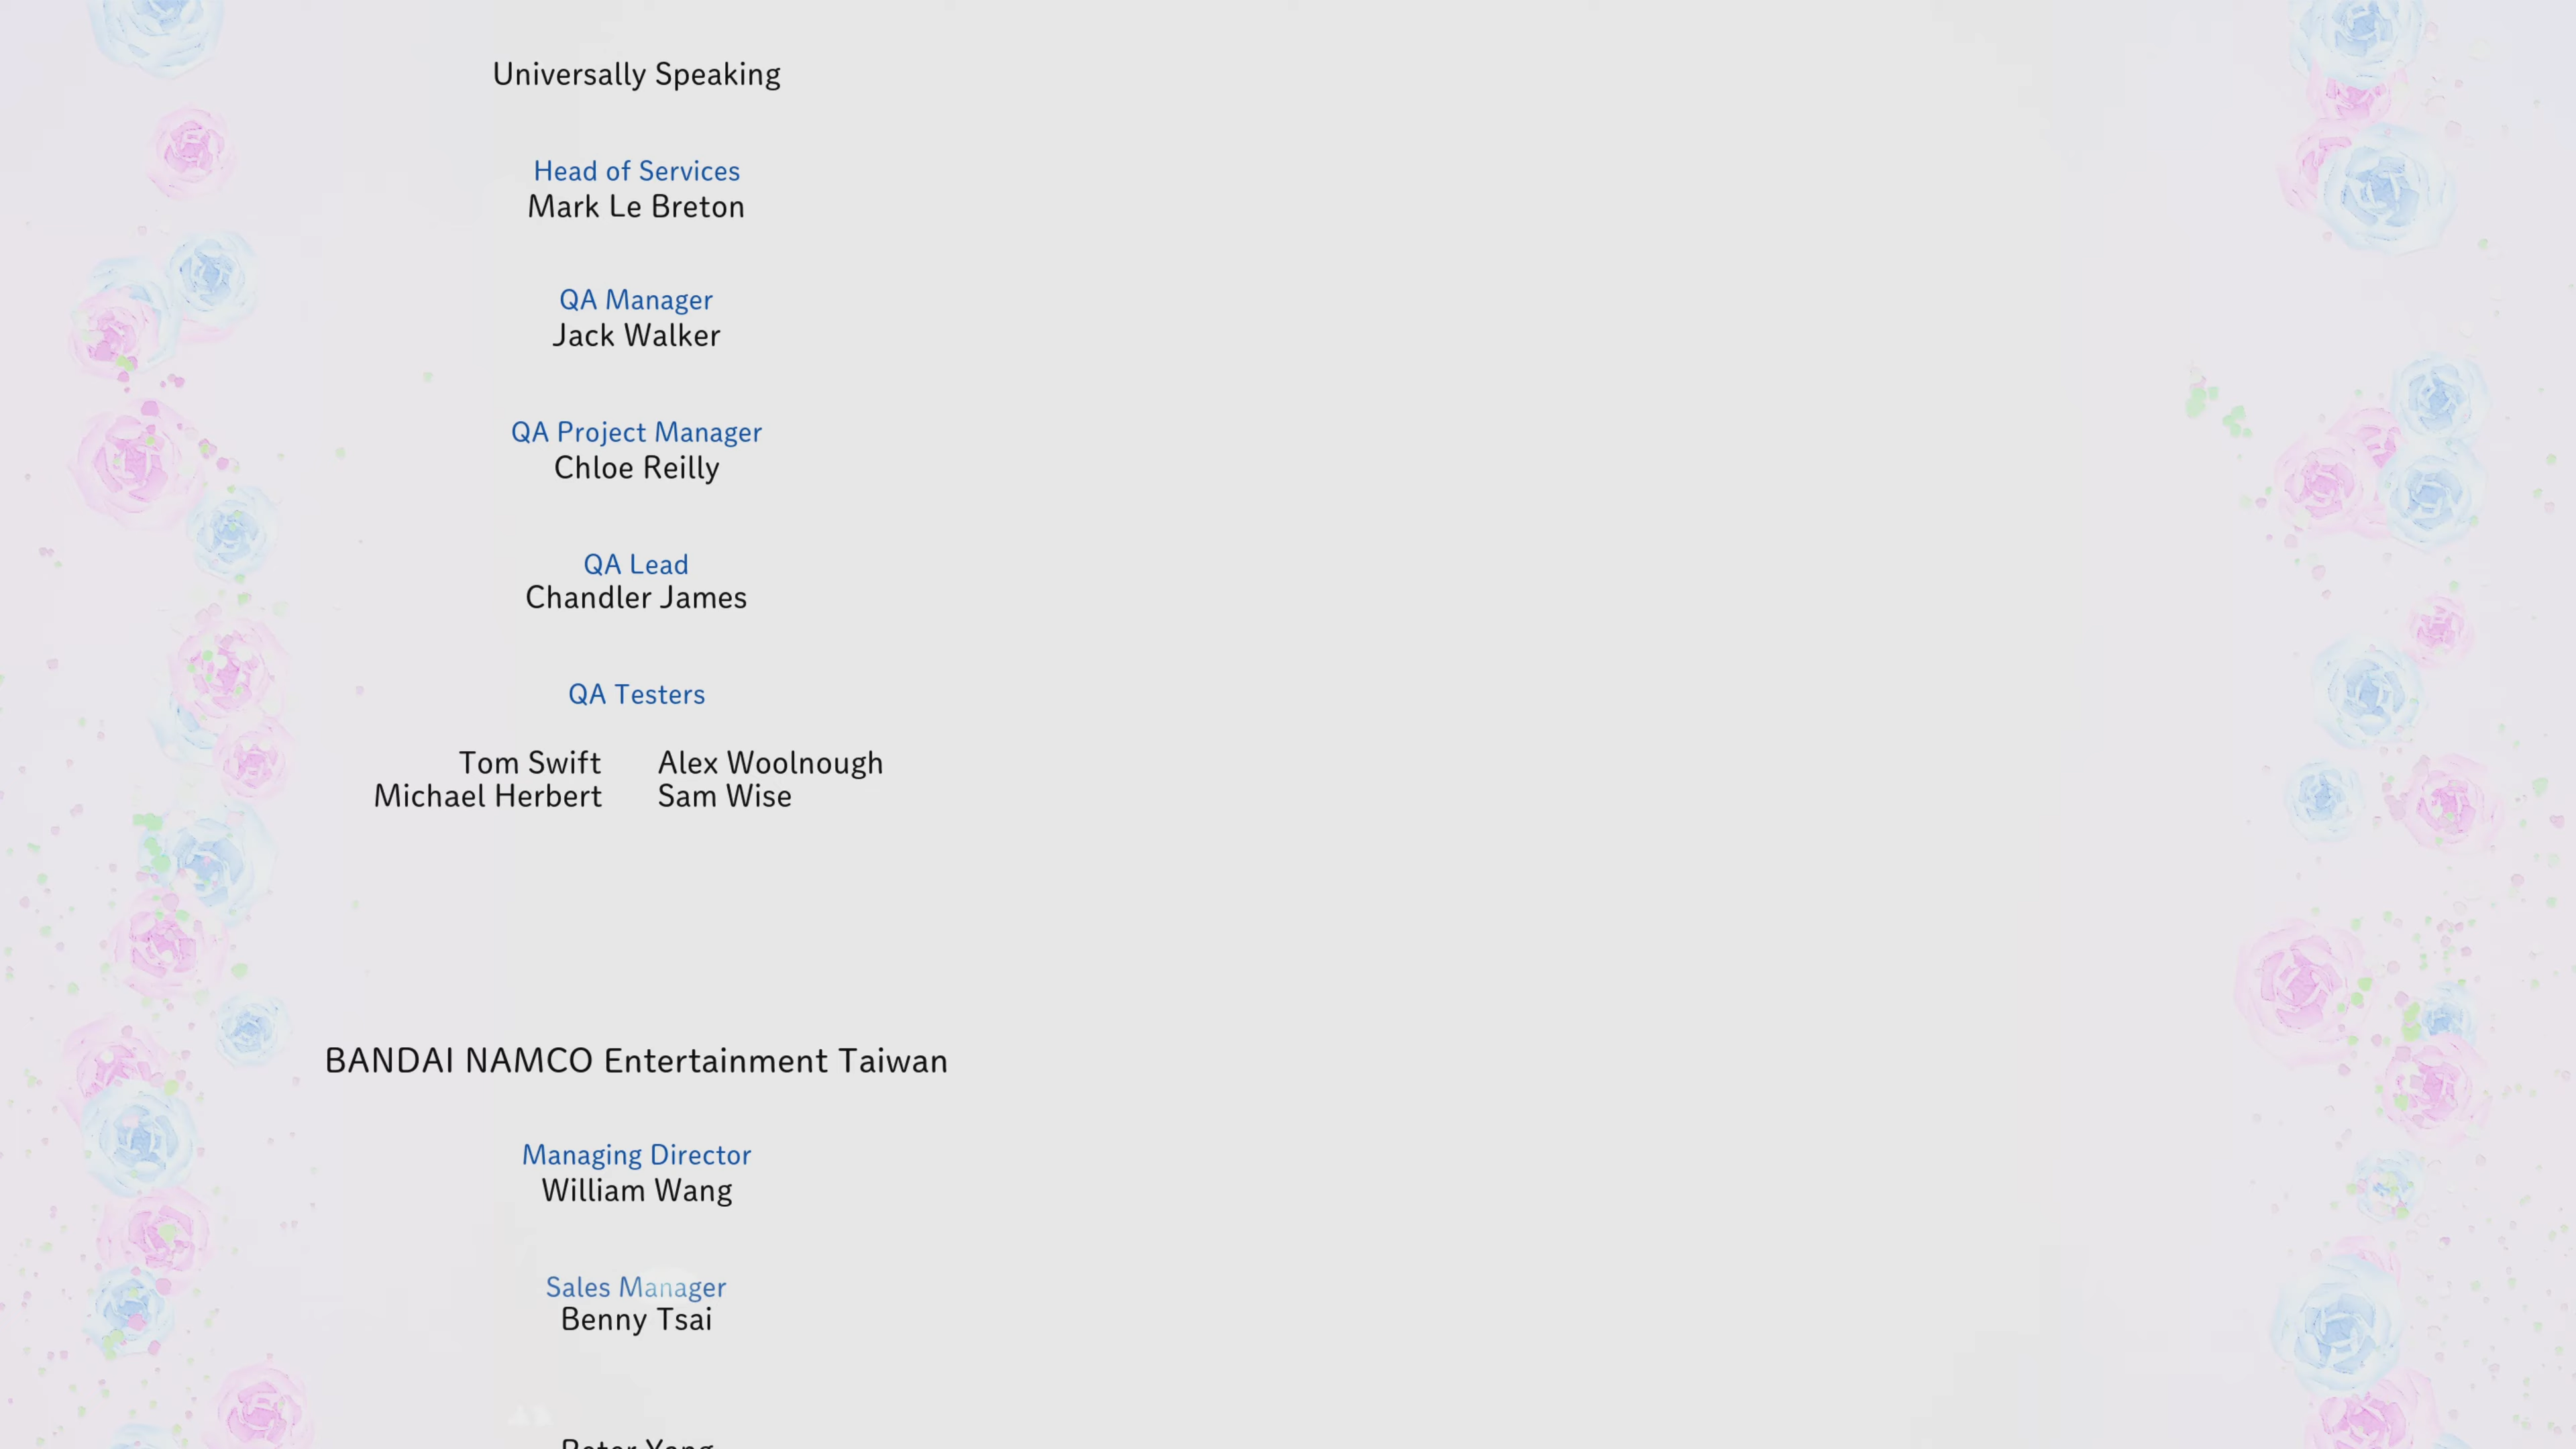 Universally Speaking
Head of Services
Mark Le Breton
QA Manager
Jack Walker
QA Project Manager
Chloe Reilly
QA Lead
Chandler James
QA Testers
Tom Swift Alex Woolnough
Michael Herbert Sam Wise
BANDAI NAMCO Entertainment Taiwan
Managing Director
William Wang
Sales Manager
Benny Tsai